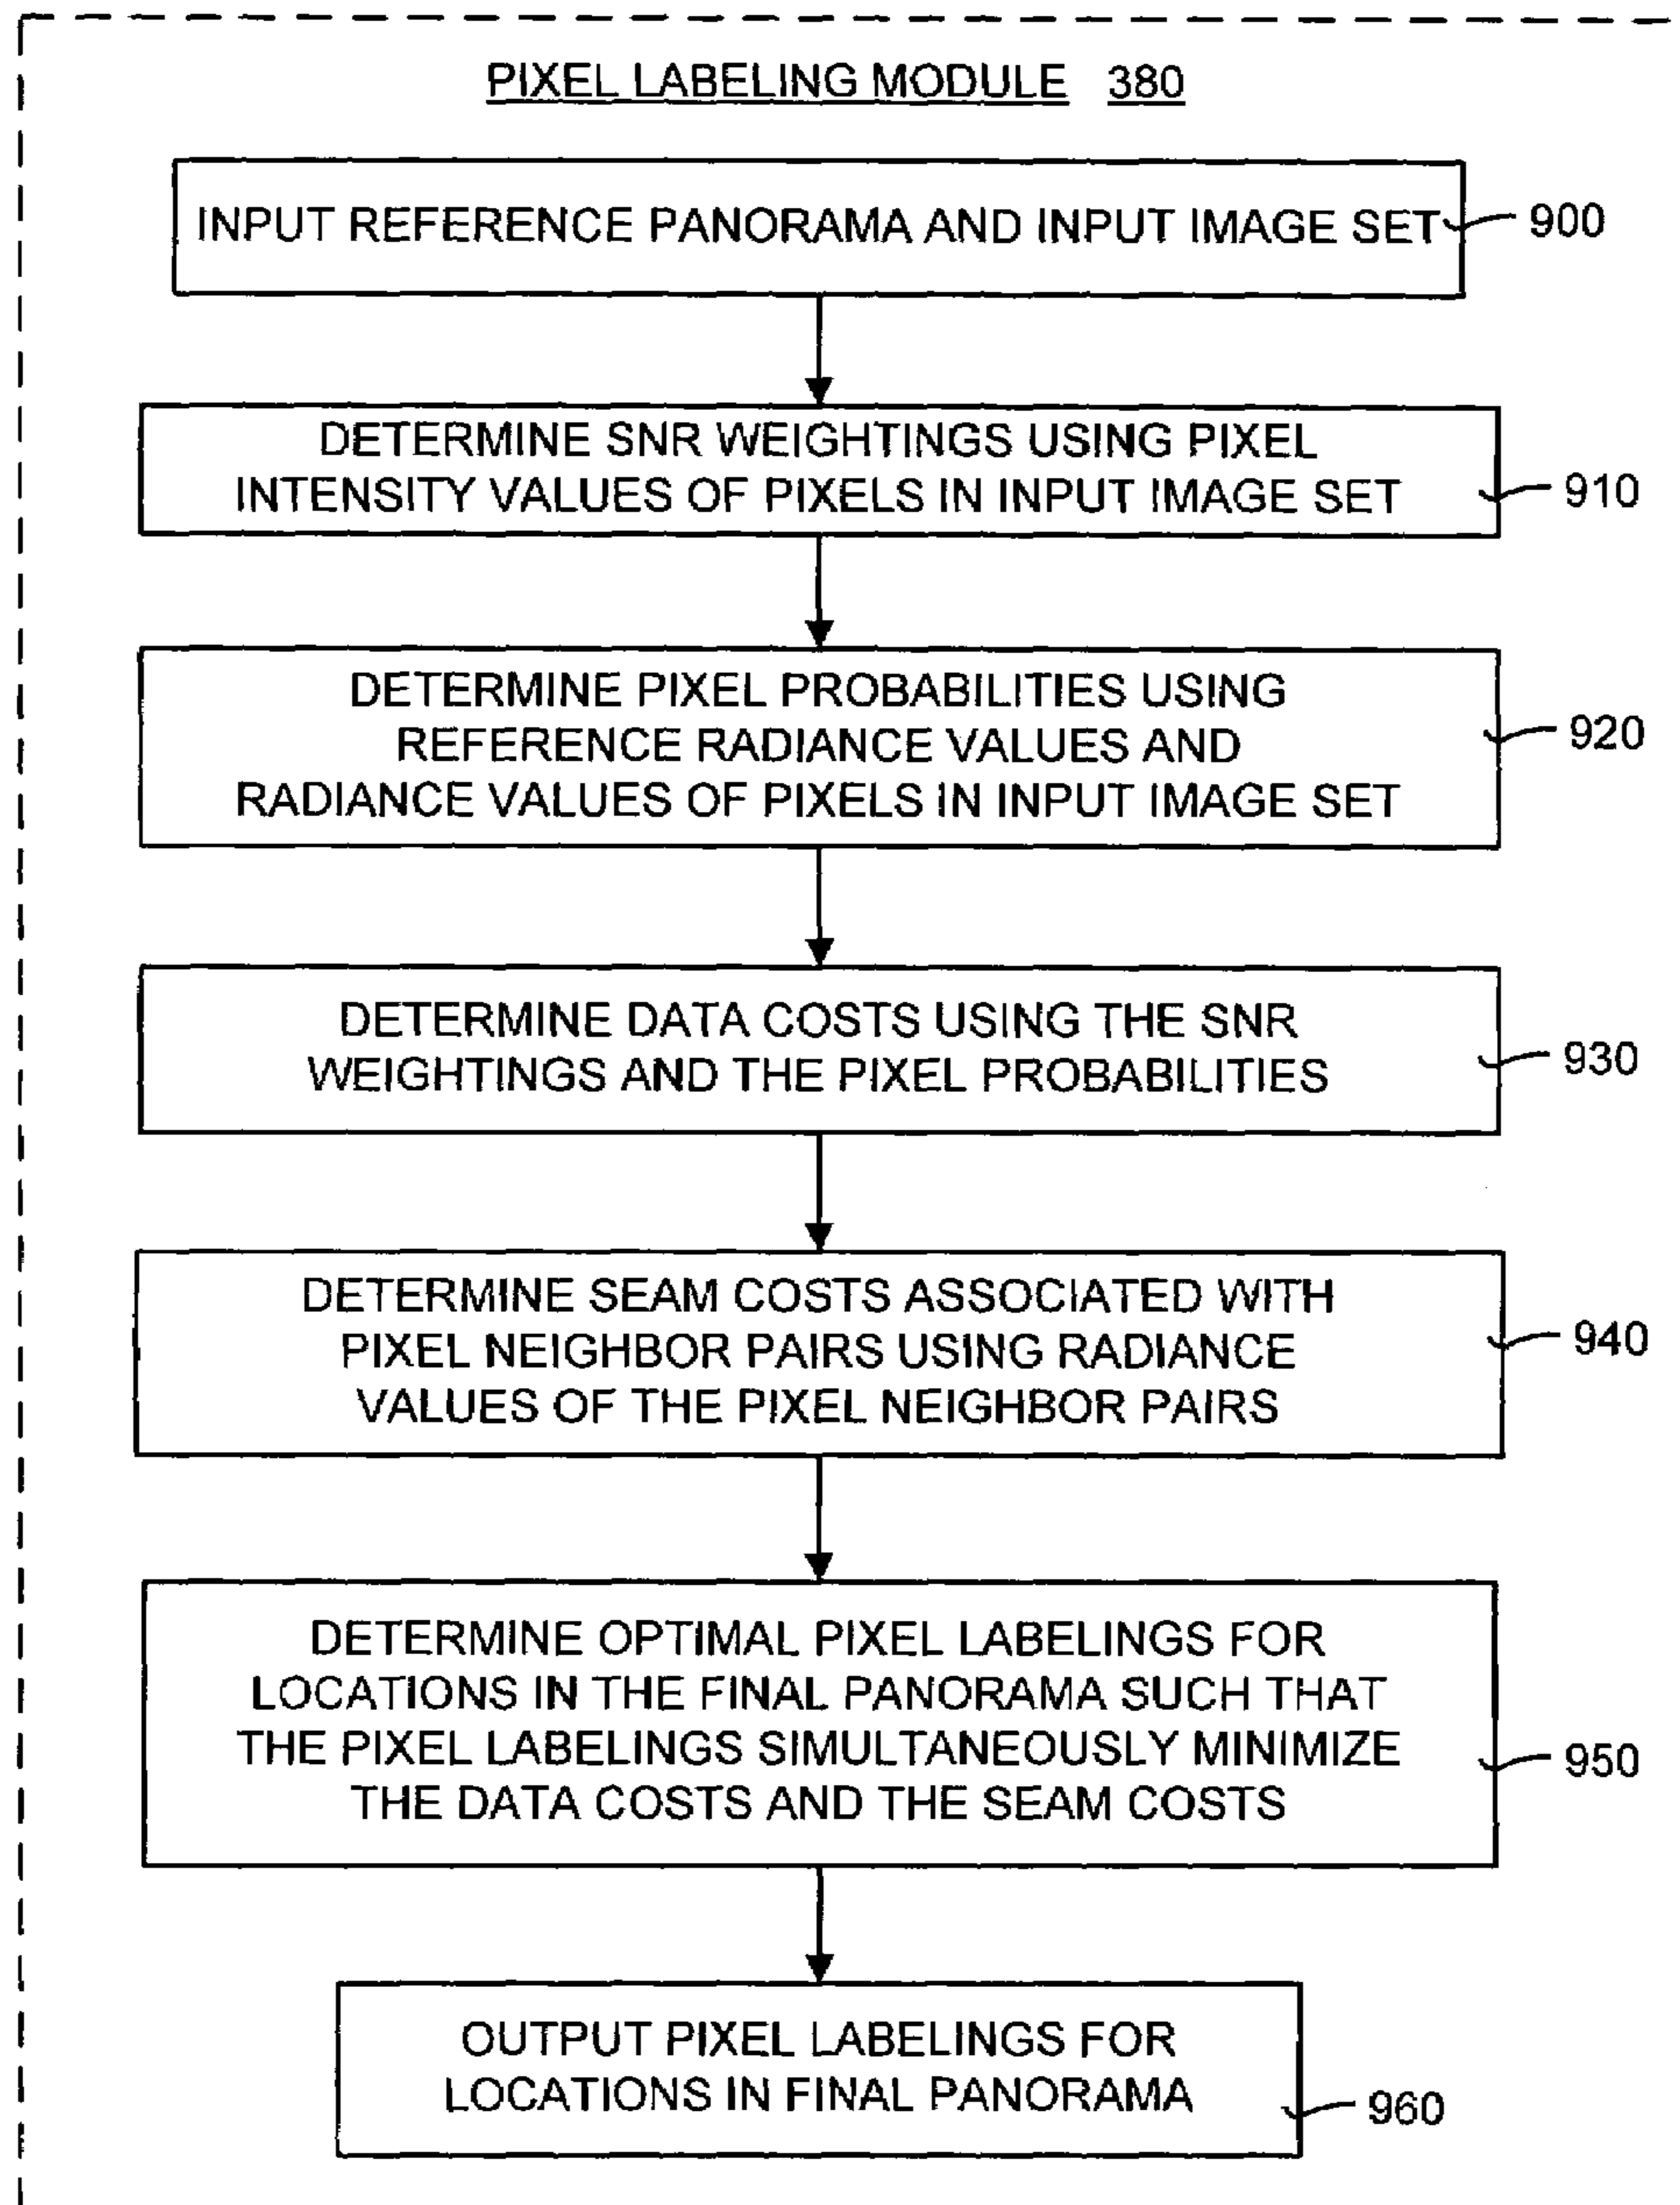 PIXEL LABELING MODULE 380
INPUT REFERENCE PANORAMA AND INPUT IMAGE SET
900
DETERMINE SNR WEIGHTINGS USING PIXEL
INTENSITY VALUES OF PIXELS IN INPUT IMAGE SET
910
DETERMINE PIXEL PROBABILITIES USING
REFERENCE RADIANCE VALUES AND
RADIANCE VALUES OF PIXELS IN INPUT IMAGE SET
920
DETERMINE DATA COSTS USING THE SNR
WEIGHTINGS AND THE PIXEL PROBABILITIES
930
DETERMINE SEAM COSTS ASSOCIATED WITH
PIXEL NEIGHBOR PAIRS USING RADIANCE
VALUES OF THE PIXEL NEIGHBOR PAIRS
940
DETERMINE OPTIMAL PIXEL LABELINGS FOR
LOCATIONS IN THE FINAL PANORAMA SUCH THAT
THE PIXEL LABELINGS SIMULTANEOUSLY MINIMIZE
THE DATA COSTS AND THE SEAM COSTS
950
OUTPUT PIXEL LABELINGS FOR
LOCATIONS IN FINAL PANORAMA
960